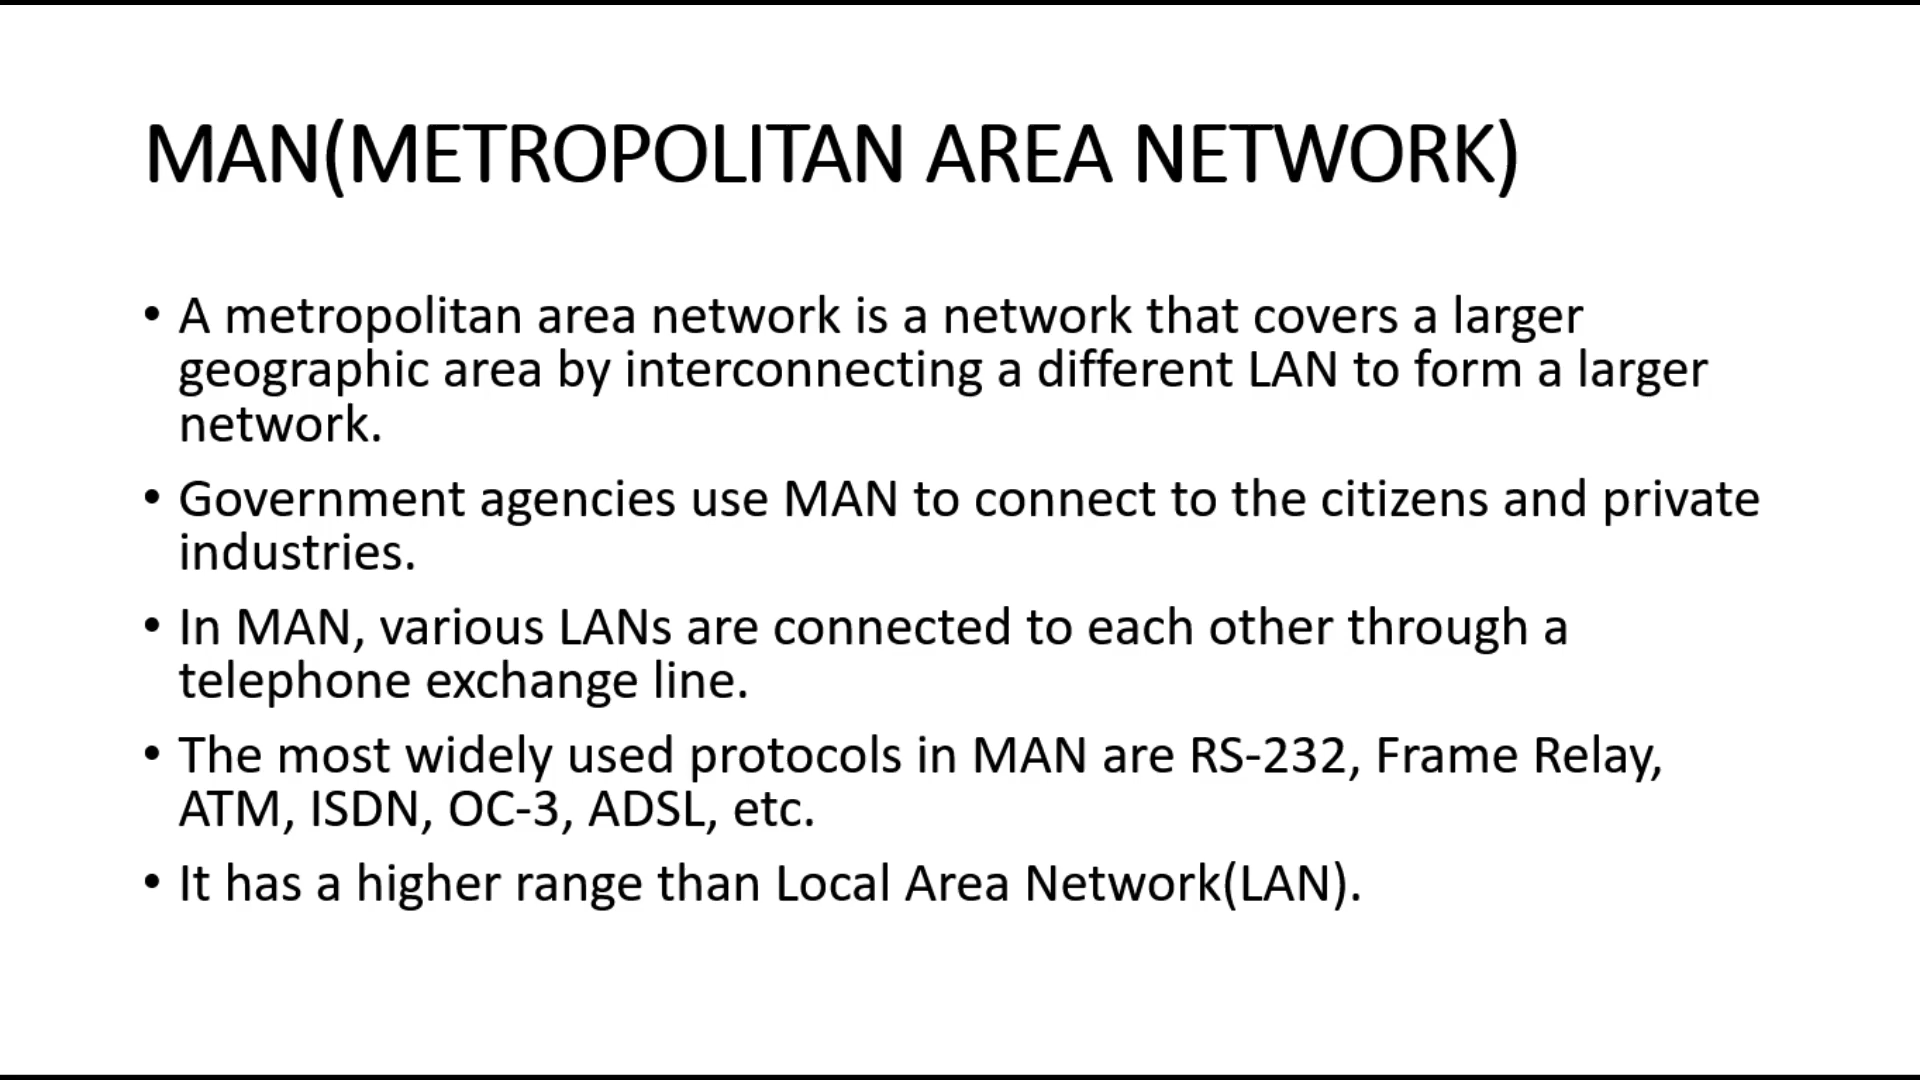 MAN(METROPOLITAN AREA NETWORK)
• A metropolitan area network is a network that covers a larger
geographic area by interconnecting a different LAN to form a larger
network.
• Government agencies use MAN to connect to the citizens and private
industries.
• In MAN, various LANs are connected to each other through a
telephone exchange line.
• The most widely used protocols in MAN are RS-232, Frame Relay,
ATM, ISDN, OC-3, ADSL, etc.
• It has a higher range than Local Area Network(LAN).